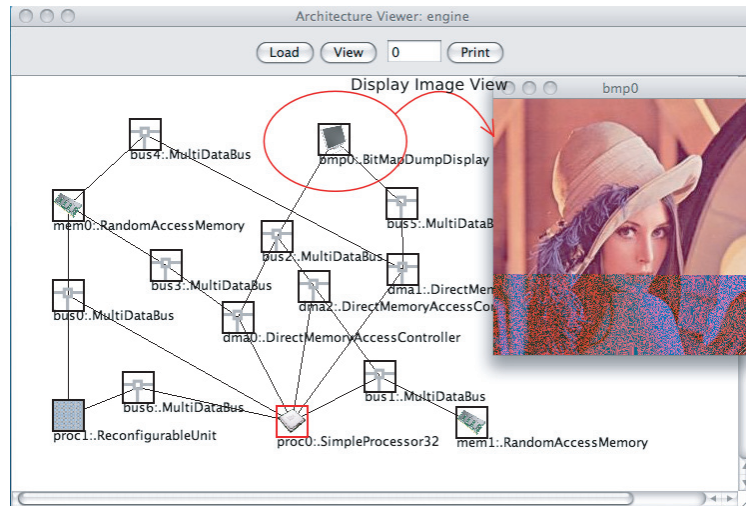 Architecture Viewer: engine
Load View 0 Print
Display Image View
bmp0
bus4:.MultiDataBus
bmp0:.BitMapDumpDisplay
mem0:.RandomAccessMemory
bus5:.MultiDataB
bus2:.MultiDataBus
bus3:.MultiDataBus
dma1:.DirectMem
dma2:.DirectMemoryAccessCon
bus0:.MultiDataBus
dma0:.DirectMemoryAccessController
bus1:.MultiDataBus
bus6:.MultiDataBus
proc1:.ReconfigurableUnit
proc0:.SimpleProcessor32
mem1:.RandomAccessMemory